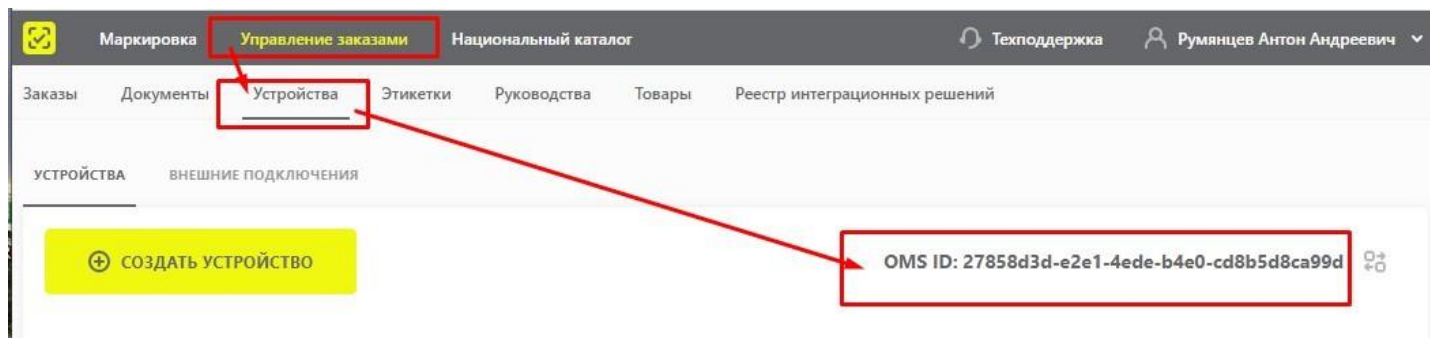 Маркировка Управление заказами Национальный каталог Техподдержка Румянцев Антон Андреевич
Заказы Документы Устройства Этикетки Руководства Товары Реестр интеграционных решений
УСТРОЙСТВА ВНЕШНИЕ ПОДКЛЮЧЕНИЯ
СОЗДАТЬ УСТРОЙСТВО OMS ID: 27858d3d-e2e1-4ede-b4e0-cd8b5d8ca99d